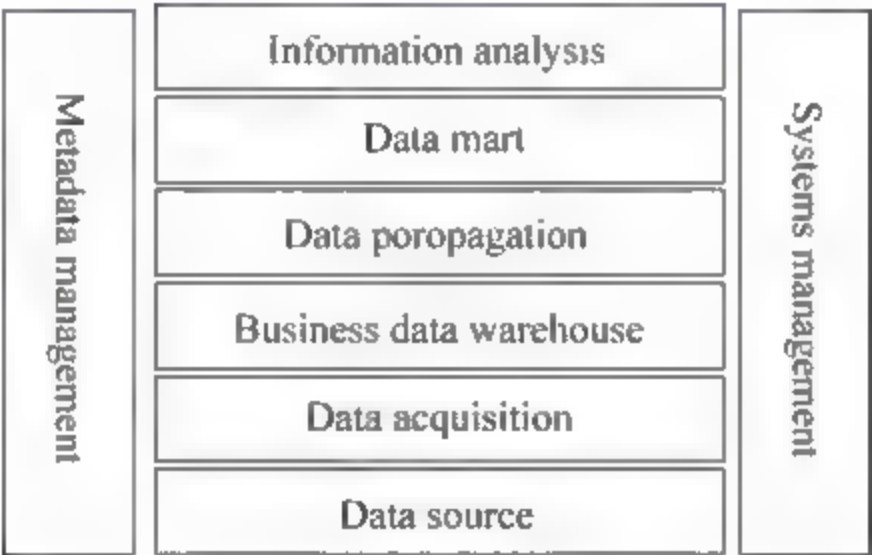 Metadata management
Information analysis
Data mart
Data poropagation
Business data warehouse
Data acquisition
Data source
Systems management